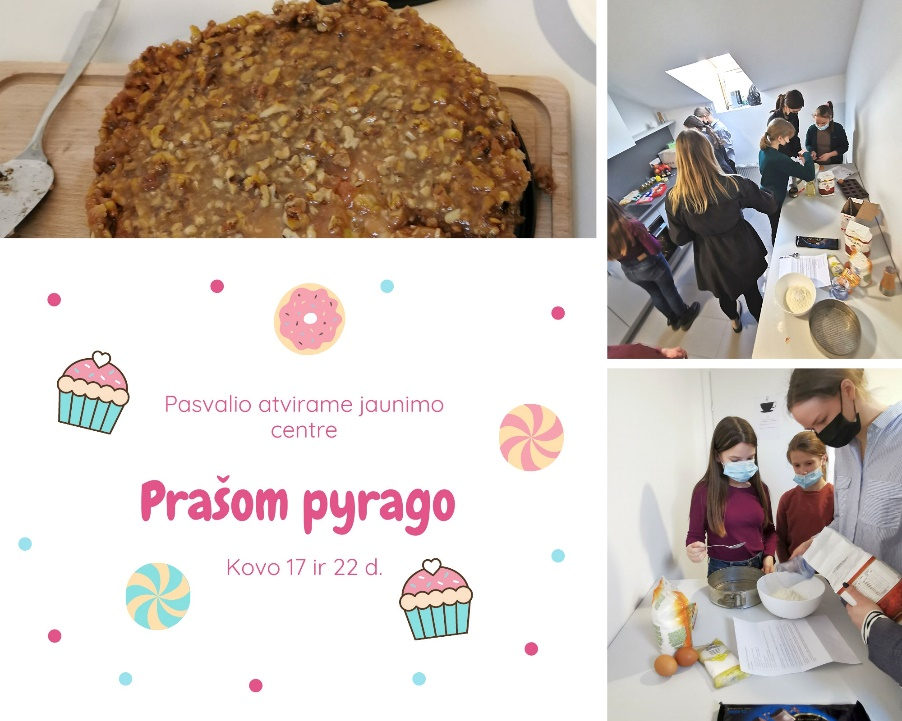 Pasvalio atvirame jaunimo
centre
Prašom pyrago
Kovo 17 ir 22 d.